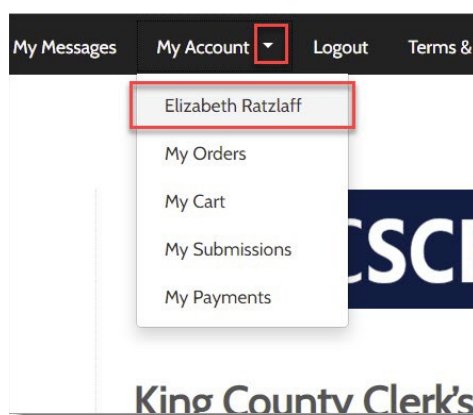 My Messages My Account Logout Terms &
Elizabeth Ratzlaff
My Orders
My Cart
My Submissions
My Payments
King County Clerk's